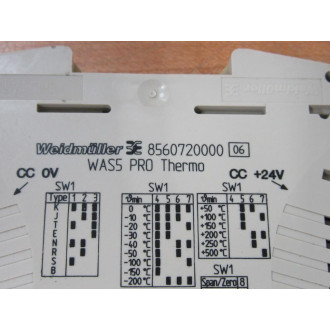 Weidmüller 8560720000 06
WAS5 PRO Thermo
CC 0V
CC +24V
SW1
Type 1 2 3
K
J
T
E
N
R
S
B
SW1
ϑmin 4 5 6 7
0 °C
-10 °C
-20 °C
-30 °C
-40 °C
-50 °C
-100 °C
-150 °C
-200 °C
SW1
ϑmin 4 5 6 7
+50 °C
+100 °C
+150 °C
+200 °C
+250 °C
+500 °C
SW1
Span/Zero 8